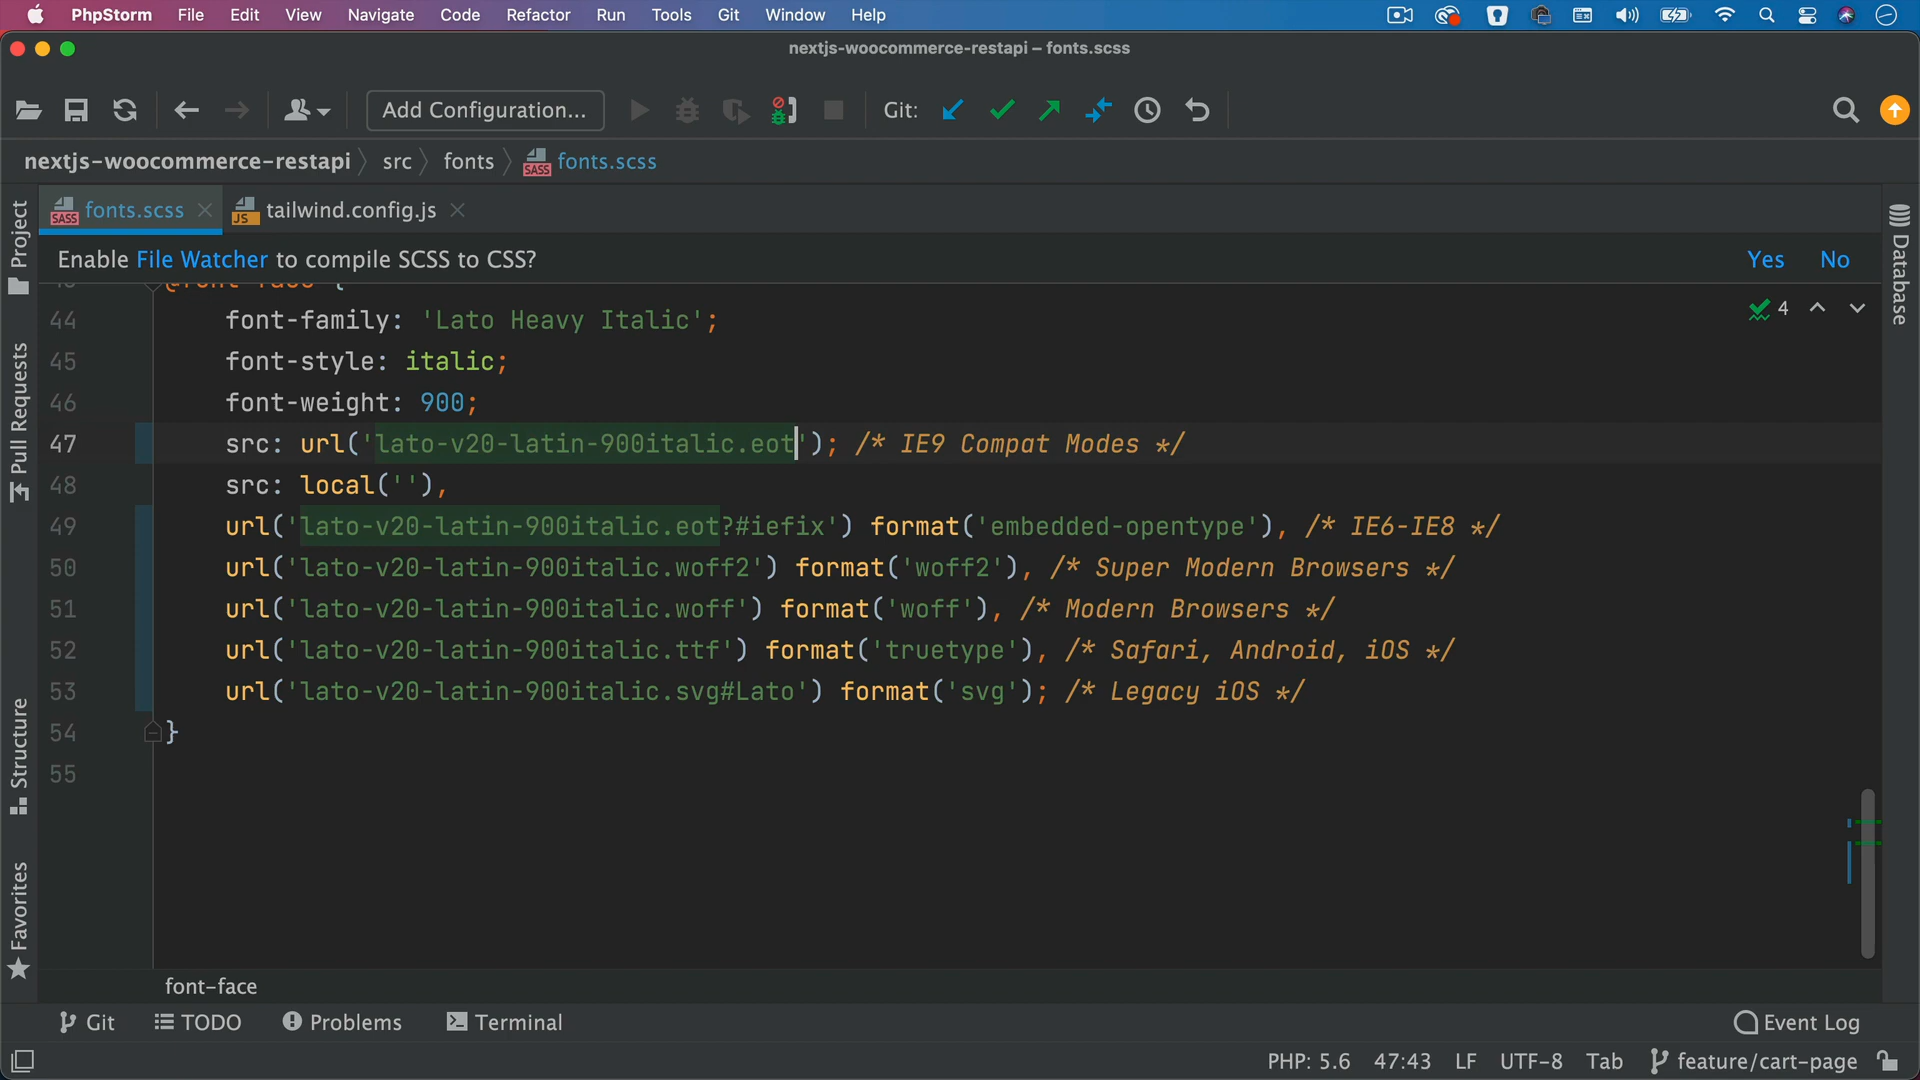 PhpStorm File Edit View Navigate Code Refactor Run Tools Git Window Help
nextjs-woocommerce-restapi – fonts.scss
Add Configuration... Git:
nextjs-woocommerce-restapi src fonts fonts.scss
fonts.scss tailwind.config.js
Enable File Watcher to compile SCSS to CSS? Yes No
@font-face {
44 font-family: 'Lato Heavy Italic';
4
45 font-style: italic;
46 font-weight: 900;
47 src: url('lato-v20-latin-900italic.eot'); /* IE9 Compat Modes */
48 src: local(''),
49 url('lato-v20-latin-900italic.eot?#iefix') format('embedded-opentype'), /* IE6-IE8 */
50 url('lato-v20-latin-900italic.woff2') format('woff2'), /* Super Modern Browsers */
51 url('lato-v20-latin-900italic.woff') format('woff'), /* Modern Browsers */
52 url('lato-v20-latin-900italic.ttf') format('truetype'), /* Safari, Android, iOS */
53 url('lato-v20-latin-900italic.svg#Lato') format('svg'); /* Legacy iOS */
54 }
55
Project
Pull Requests
Structure
Favorites
Database
font-face
Git TODO Problems Terminal Event Log
PHP: 5.6 47:43 LF UTF-8 Tab feature/cart-page